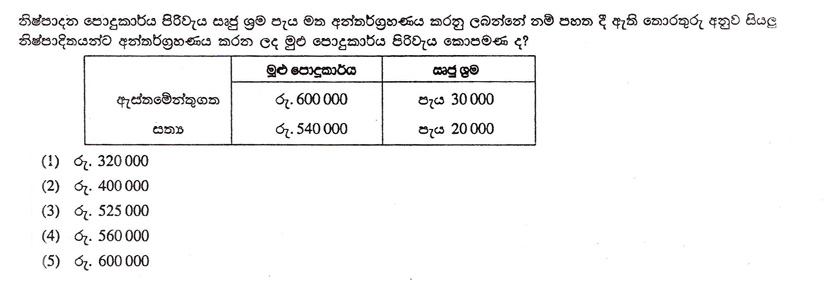 නිෂ්පාදන පොදුකාර්ය පිරිවැය සෘජු ශ්‍රම පැය මත අන්තර්ග්‍රහණය කරනු ලබන්නේ නම් පහත දී ඇති තොරතුරු අනුව සියලු
නිෂ්පාදිතයන්ට අන්තර්ග්‍රහණය කරන ලද මුළු පොදුකාර්ය පිරිවැය කොපමණ ද?
මුළු පොදුකාර්ය සෘජු ශ්‍රම
ඇස්තමේන්තුගත රු. 600 000 පැය 30 000
සත්‍ය රු. 540 000 පැය 20 000
(1) රු. 320 000
(2) රු. 400 000
(3) රු. 525 000
(4) රු. 560 000
(5) රු. 600 000